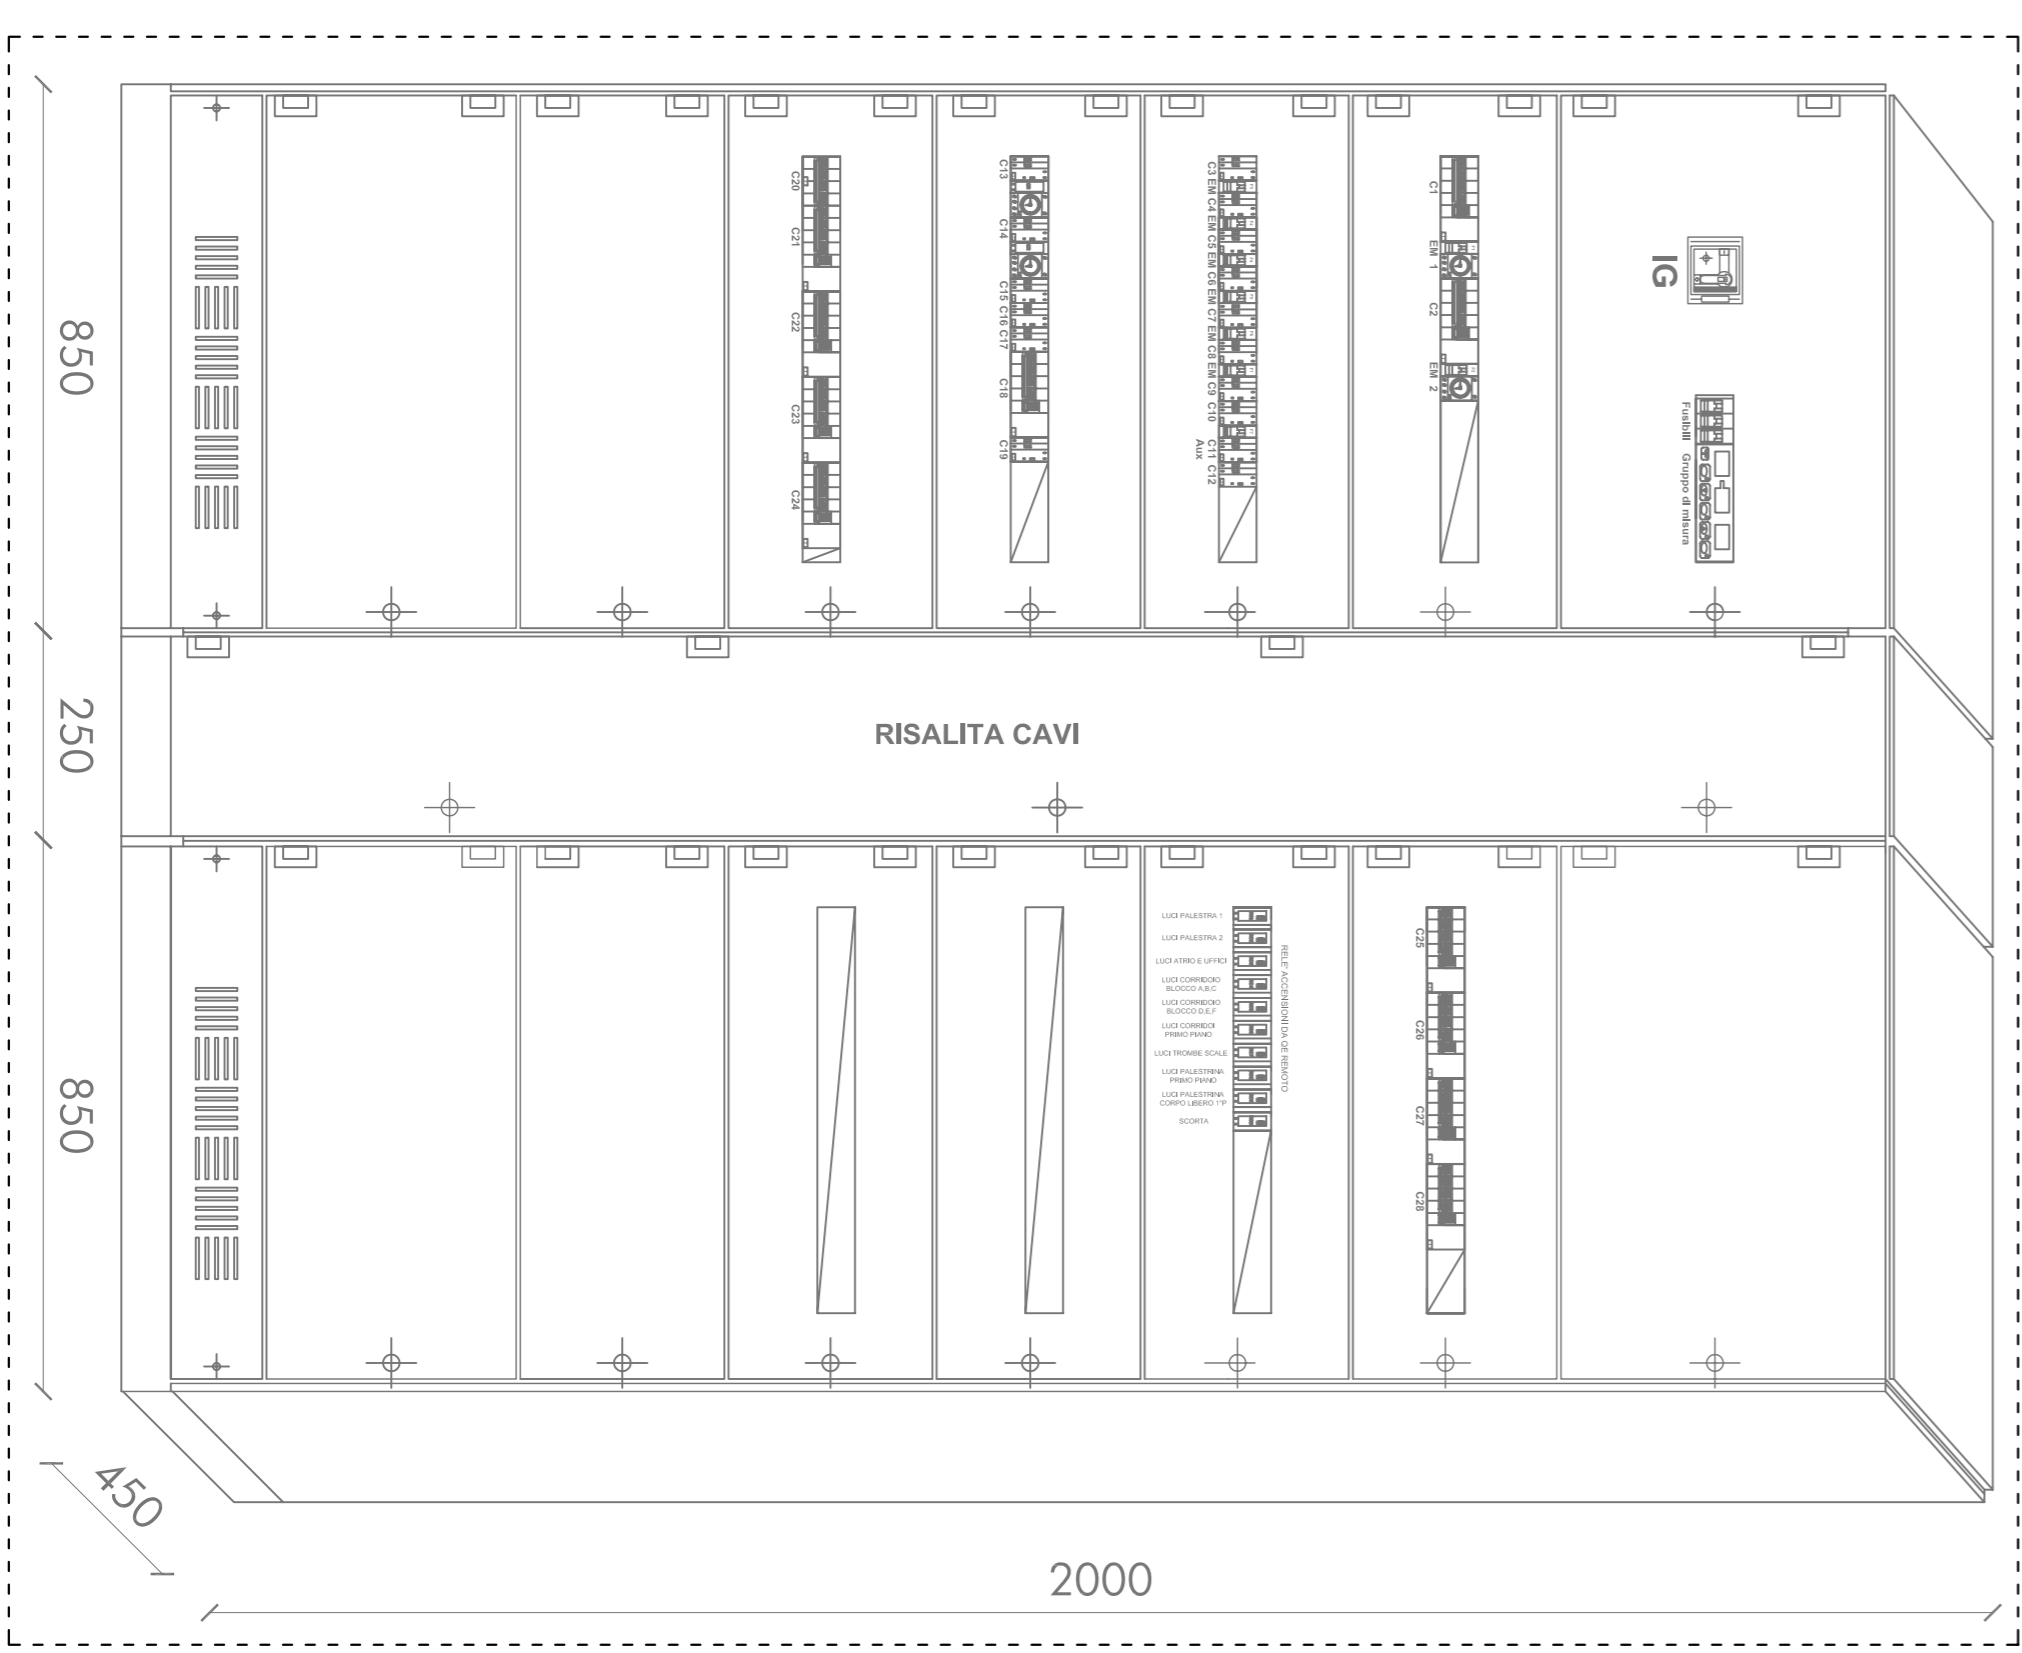 850
250
850
450
2000
IG
Fusibili
Gruppo di misura
C1
EM 1
C2
EM 2
C3 EM C4 EM C5 EM C6 EM C7 EM C8 EM C9 C10 C11 C12
Aux
C13
C14
C15 C16 C17
C18
C19
C20
C21
C22
C23
C24
RISALITA CAVI
C25
C26
C27
C28
RELE' ACCENSIONI DA QE REMOTO
LUCI PALESTRA 1
LUCI PALESTRA 2
LUCI ATRIO E UFFICI
LUCI CORRIDOIO
BLOCCO A,B,C
LUCI CORRIDOIO
BLOCCO D,E,F
LUCI CORRIDOI
PRIMO PIANO
LUCI TROMBE SCALE
LUCI PALESTRINA
PRIMO PIANO
LUCI PALESTRINA
CORPO LIBERO 1°P
SCORTA